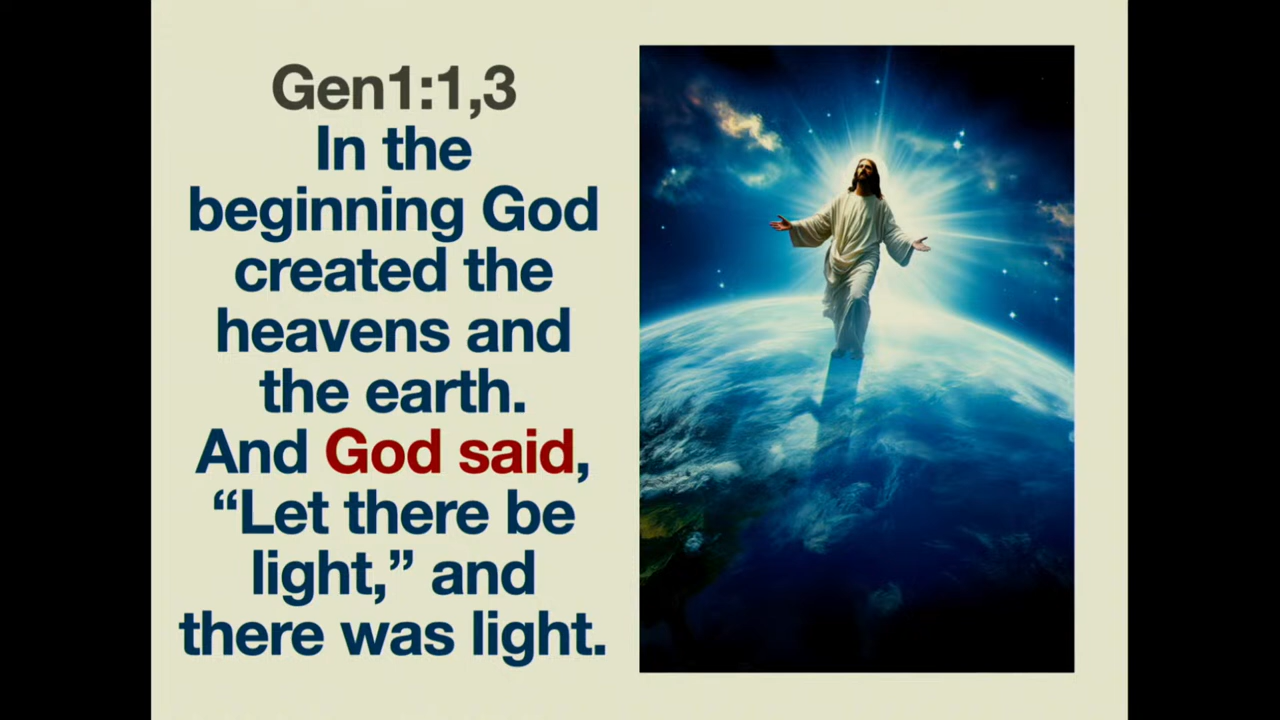 Gen1:1,3
In the
beginning God
created the
heavens and
the earth.
And God said,
“Let there be
light,” and
there was light.